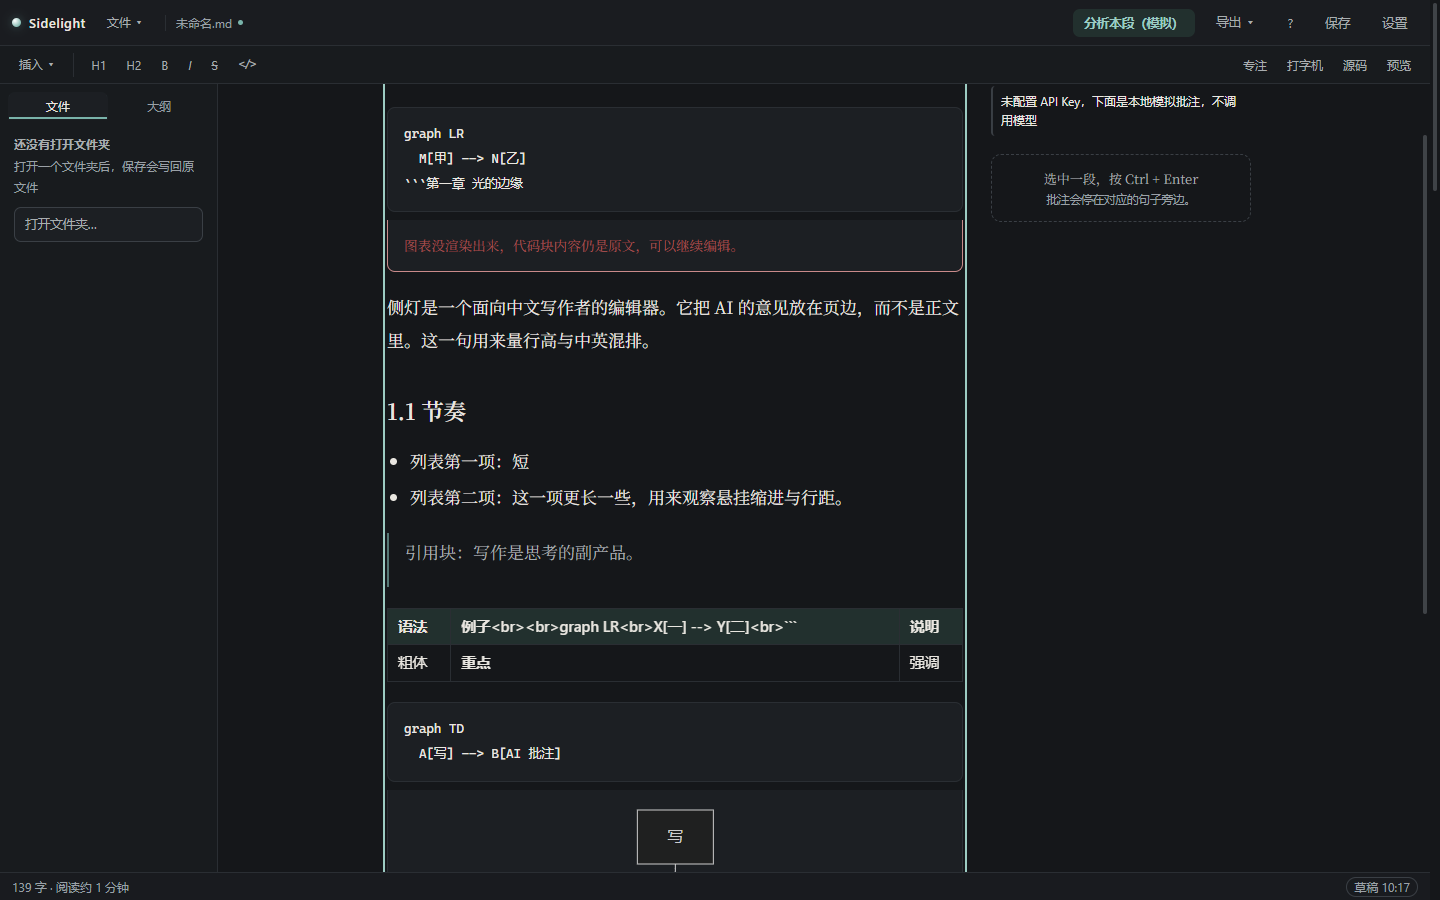 Sidelight 文件 未命名.md 分析本段（模拟） 导出 ? 保存 设置
插入 H1 H2 B I S </> 专注 打字机 源码 预览
文件 大纲
还没有打开文件夹
打开一个文件夹后，保存会写回原
文件
打开文件夹...
graph LR
  M[甲] --> N[乙]
```第一章 光的边缘
图表没渲染出来，代码块内容仍是原文，可以继续编辑。
侧灯是一个面向中文写作者的编辑器。它把 AI 的意见放在页边，而不是正文
里。这一句用来量行高与中英混排。
1.1 节奏
列表第一项：短
列表第二项：这一项更长一些，用来观察悬挂缩进与行距。
引用块：写作是思考的副产品。
语法 例子<br><br>graph LR<br>X[一] --> Y[二]<br>``` 说明
粗体 重点 强调
graph TD
  A[写] --> B[AI 批注]
写
未配置 API Key，下面是本地模拟批注，不调
用模型
选中一段，按 Ctrl + Enter
批注会停在对应的句子旁边。
139 字 · 阅读约 1 分钟 草稿 10:17